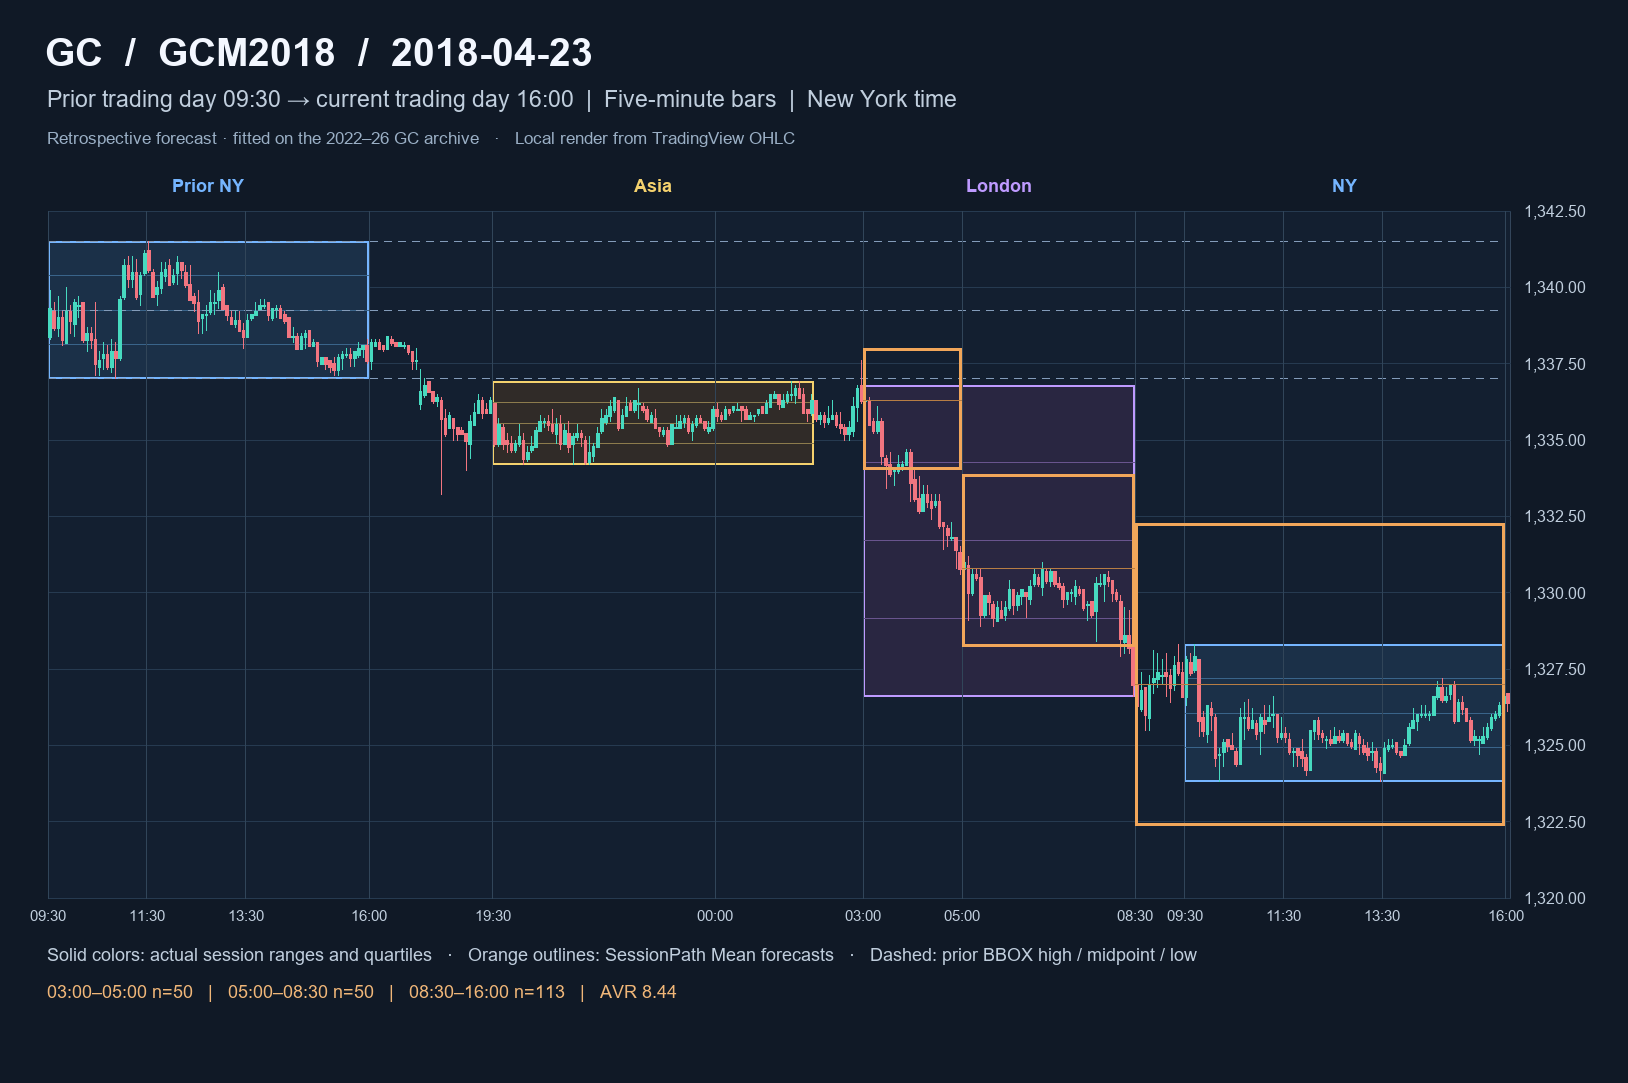 GC / GCM2018 / 2018-04-23
Prior trading day 09:30 → current trading day 16:00 | Five-minute bars | New York time
Retrospective forecast · fitted on the 2022–26 GC archive · Local render from TradingView OHLC
Prior NY Asia London NY
1,342.50
1,340.00
1,337.50
1,335.00
1,332.50
1,330.00
1,327.50
1,325.00
1,322.50
1,320.00
09:30 11:30 13:30 16:00 19:30 00:00 03:00 05:00 08:30 09:30 11:30 13:30 16:00
Solid colors: actual session ranges and quartiles · Orange outlines: SessionPath Mean forecasts · Dashed: prior BBOX high / midpoint / low
03:00–05:00 n=50 | 05:00–08:30 n=50 | 08:30–16:00 n=113 | AVR 8.44